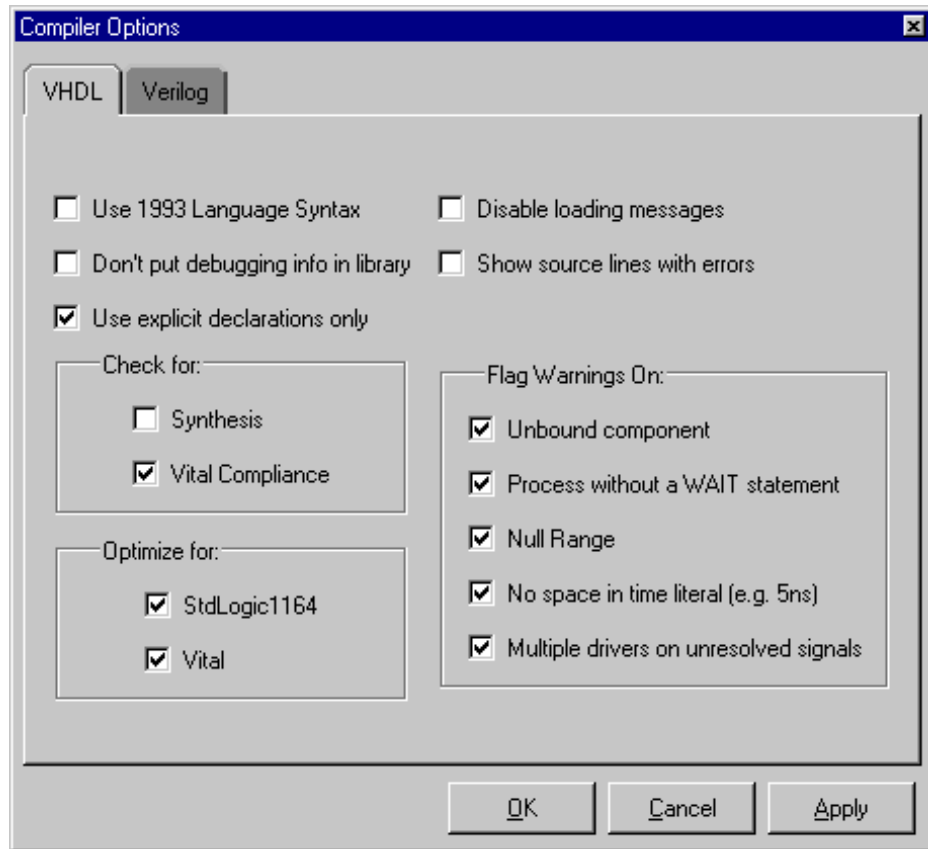 Compiler Options
VHDL
Verilog
Use 1993 Language Syntax
Disable loading messages
Don't put debugging info in library
Show source lines with errors
Use explicit declarations only
Check for:
Synthesis
Vital Compliance
Optimize for:
StdLogic1164
Vital
Flag Warnings On:
Unbound component
Process without a WAIT statement
Null Range
No space in time literal (e.g. 5ns)
Multiple drivers on unresolved signals
OK
Cancel
Apply